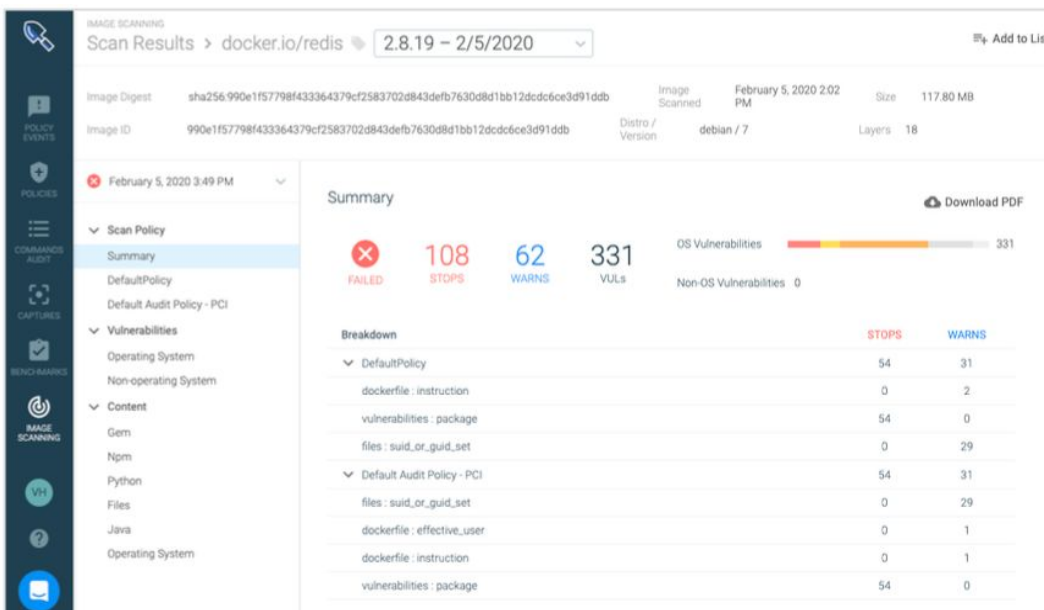 IMAGE SCANNING
Scan Results > docker.io/redis 2.8.19 – 2/5/2020
Add to Lis
Image Digest sha256:990e1f57798f433364379cf2583702d843defb7630d8d1bb12dcdc6ce3d91ddb Image Scanned February 5, 2020 2:02 PM Size 117.80 MB
Image ID 990e1f57798f433364379cf2583702d843defb7630d8d1bb12dcdc6ce3d91ddb Distro / Version debian / 7 Layers 18
POLICY EVENTS
POLICIES
COMMANDS AUDIT
CAPTURES
BENCHMARKS
IMAGE SCANNING
VH
February 5, 2020 3:49 PM
Scan Policy
Summary
DefaultPolicy
Default Audit Policy - PCI
Vulnerabilities
Operating System
Non-operating System
Content
Gem
Npm
Python
Files
Java
Operating System
Summary
Download PDF
FAILED
108 STOPS
62 WARNS
331 VULs
OS Vulnerabilities 331
Non-OS Vulnerabilities 0
Breakdown STOPS WARNS
DefaultPolicy 54 31
dockerfile : instruction 0 2
vulnerabilities : package 54 0
files : suid_or_guid_set 0 29
Default Audit Policy - PCI 54 31
files : suid_or_guid_set 0 29
dockerfile : effective_user 0 1
dockerfile : instruction 0 1
vulnerabilities : package 54 0